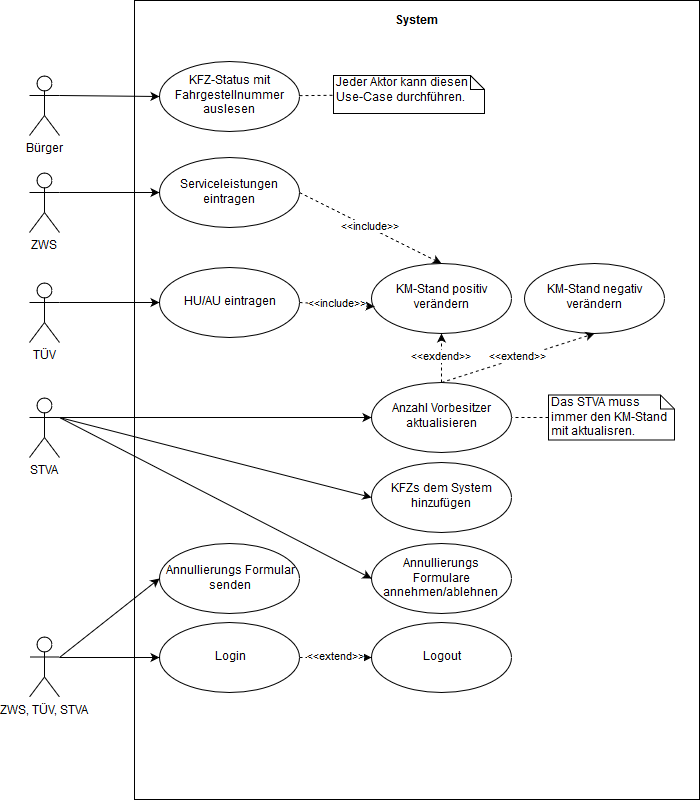 System
KFZ-Status mit
Fahrgestellnummer
auslesen
Jeder Aktor kann diesen
Use-Case durchführen.
Bürger
Serviceleistungen
eintragen
<<include>>
ZWS
KM-Stand positiv
verändern
KM-Stand negativ
verändern
HU/AU eintragen
<<include>>
TÜV
<<exdend>>
<<extend>>
Anzahl Vorbesitzer
aktualisieren
Das STVA muss
immer den KM-Stand
mit aktualisren.
STVA
KFZs dem System
hinzufügen
Annullierungs Formular
senden
Annullierungs
Formulare
annehmen/ablehnen
Login
<<extend>>
Logout
ZWS, TÜV, STVA